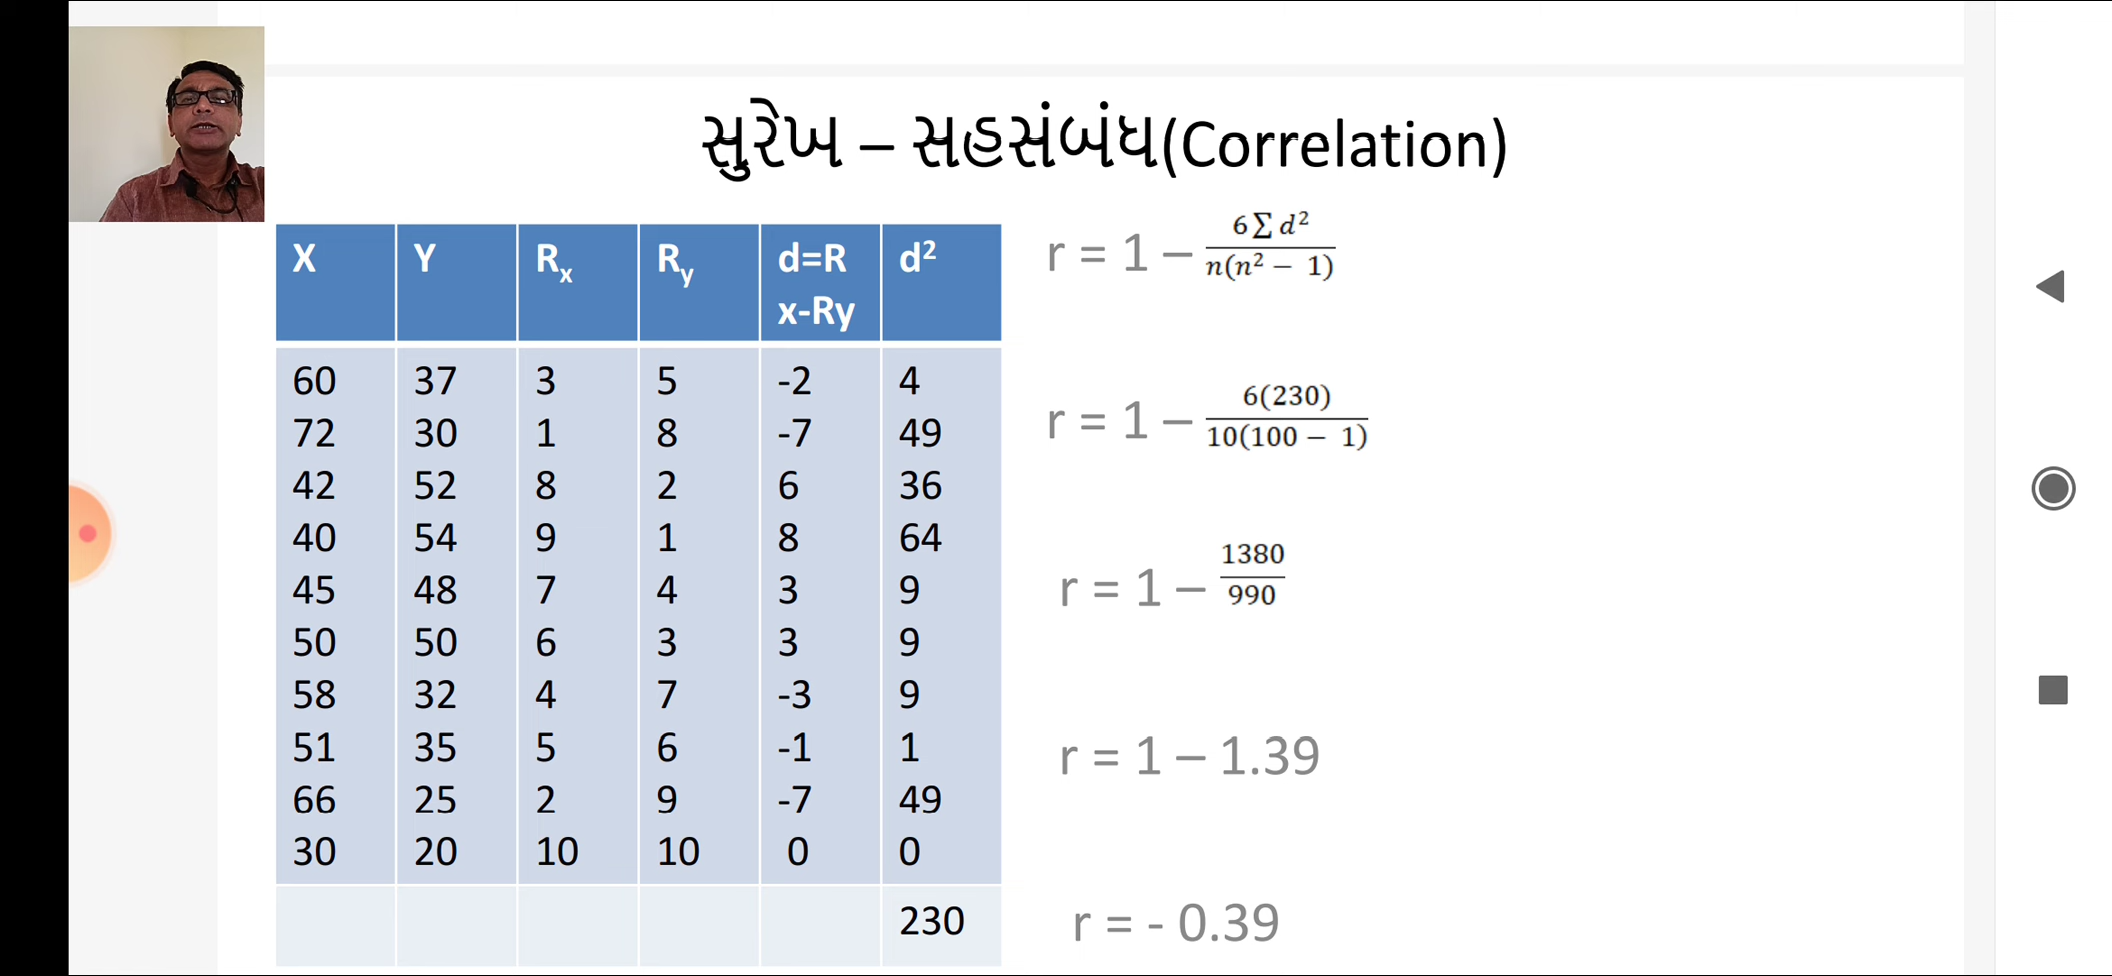 સુરેખ – સહસંબંધ(Correlation)
X Y Rx Ry d=R x-Ry d²
60 37 3 5 -2 4
72 30 1 8 -7 49
42 52 8 2 6 36
40 54 9 1 8 64
45 48 7 4 3 9
50 50 6 3 3 9
58 32 4 7 -3 9
51 35 5 6 -1 1
66 25 2 9 -7 49
30 20 10 10 0 0
230
r = 1 – 6∑ d² / n(n² – 1)
r = 1 – 6(230) / 10(100 – 1)
r = 1 – 1380 / 990
r = 1 – 1.39
r = - 0.39